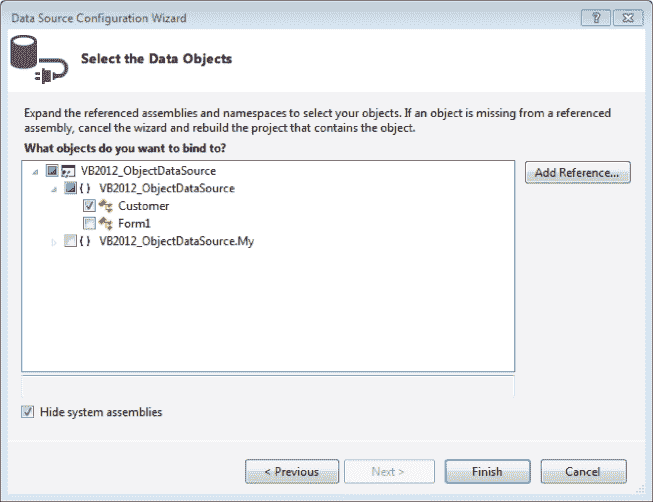 Data Source Configuration Wizard
Select the Data Objects
Expand the referenced assemblies and namespaces to select your objects. If an object is missing from a referenced
assembly, cancel the wizard and rebuild the project that contains the object.
What objects do you want to bind to?
VB2012_ObjectDataSource
{ } VB2012_ObjectDataSource
Customer
Form1
{ } VB2012_ObjectDataSource.My
Add Reference...
Hide system assemblies
< Previous
Next >
Finish
Cancel